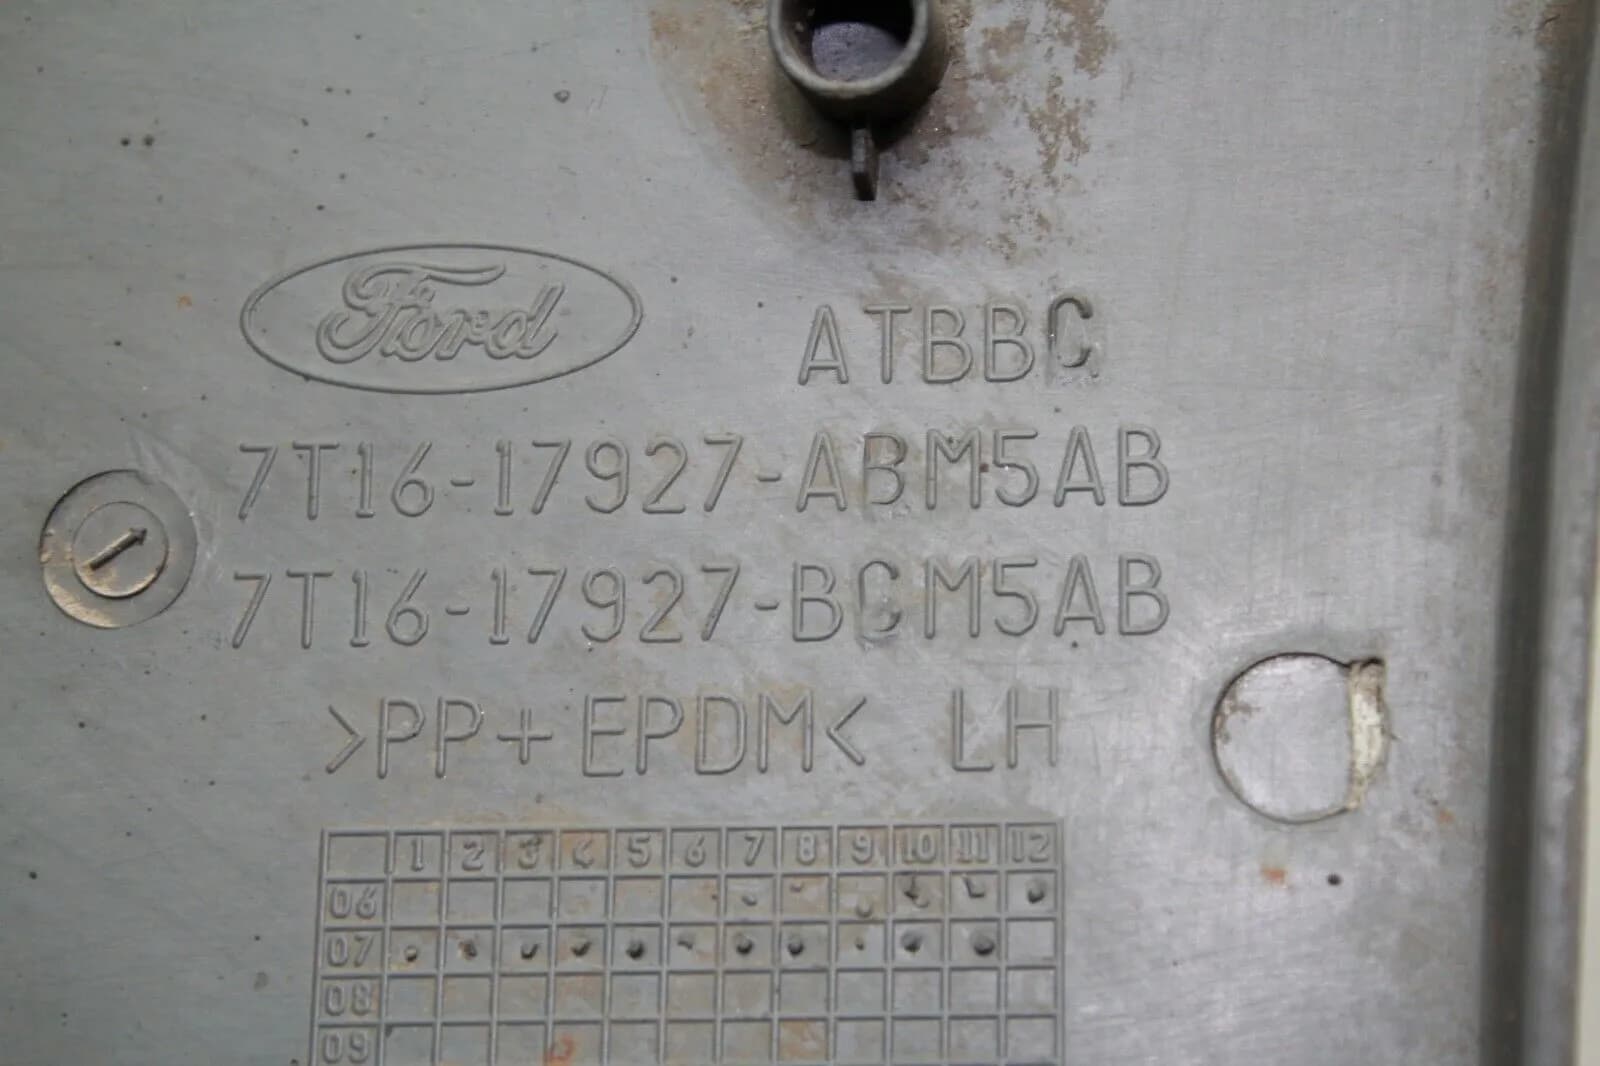 Ford ATBBC
7T16-17927-ABM5AB
7T16-17927-BCM5AB
>PP+EPDM< LH
1 2 3 4 5 6 7 8 9 10 11 12
06
07
08
09